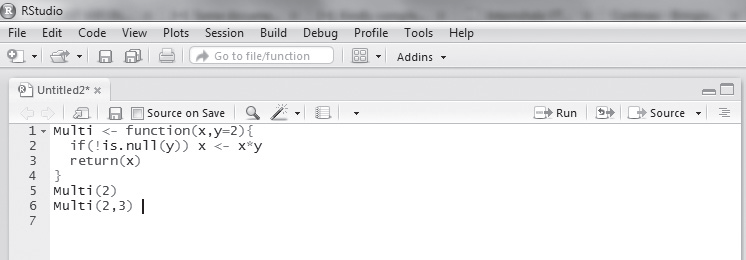 RStudio
File Edit Code View Plots Session Build Debug Profile Tools Help
Go to file/function Addins
Untitled2*
Source on Save Run Source
1 Multi <- function(x,y=2){
2 if(!is.null(y)) x <- x*y
3 return(x)
4 }
5 Multi(2)
6 Multi(2,3)
7